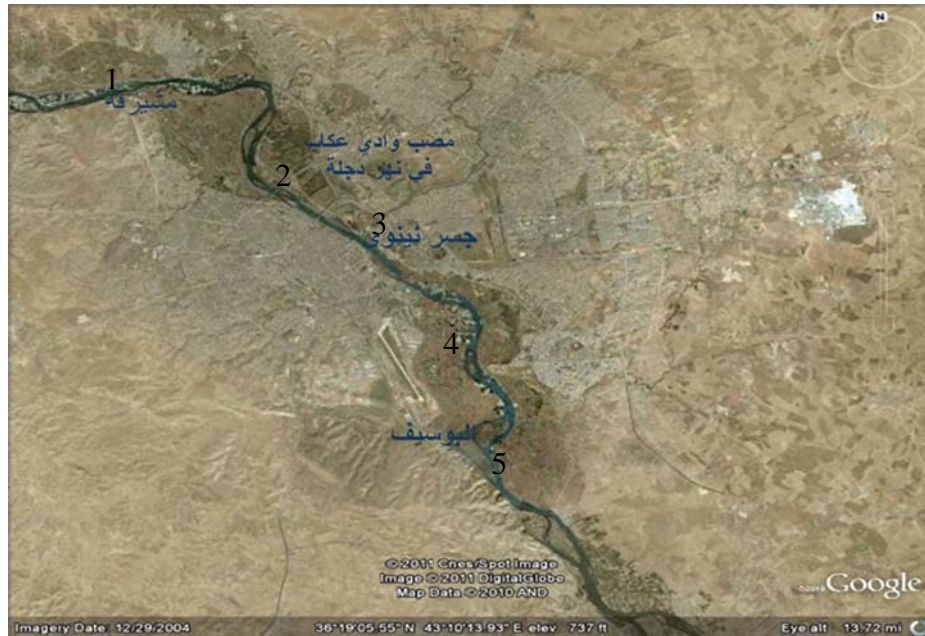 N
1
مشيرفة
مصب وادي عكاب
في نهر دجلة
2
3
جسر نينوى
4
البوسيف
5
© 2011 Cnes/Spot Image
Image © 2011 DigitalGlobe
Map Data © 2010 AND
©2010 Google
Imagery Date: 12/29/2004 36°19'05.55" N 43°10'13.93" E elev 737 ft Eye alt 13.72 mi